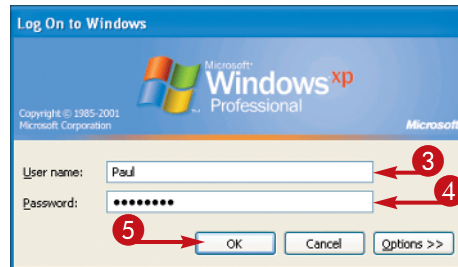 Log On to Windows
Microsoft
Windows xp
Professional
Copyright © 1985-2001
Microsoft Corporation
Microsoft
3
User name: Paul
4
Password: ••••••••
5
OK Cancel Options >>